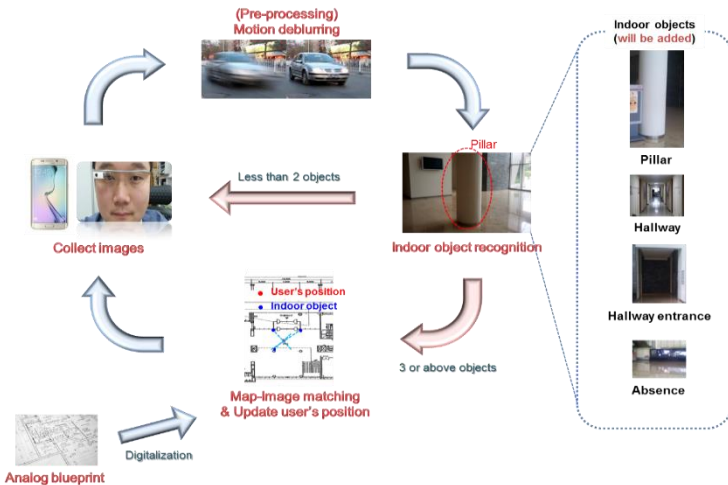 (Pre-processing)
Motion deblurring
Indoor objects
(will be added)
Pillar
Pillar
Less than 2 objects
Hallway
Collect images
Indoor object recognition
User's position
Indoor object
Hallway entrance
3 or above objects
Map-Image matching
& Update user's position
Absence
Digitalization
Analog blueprint